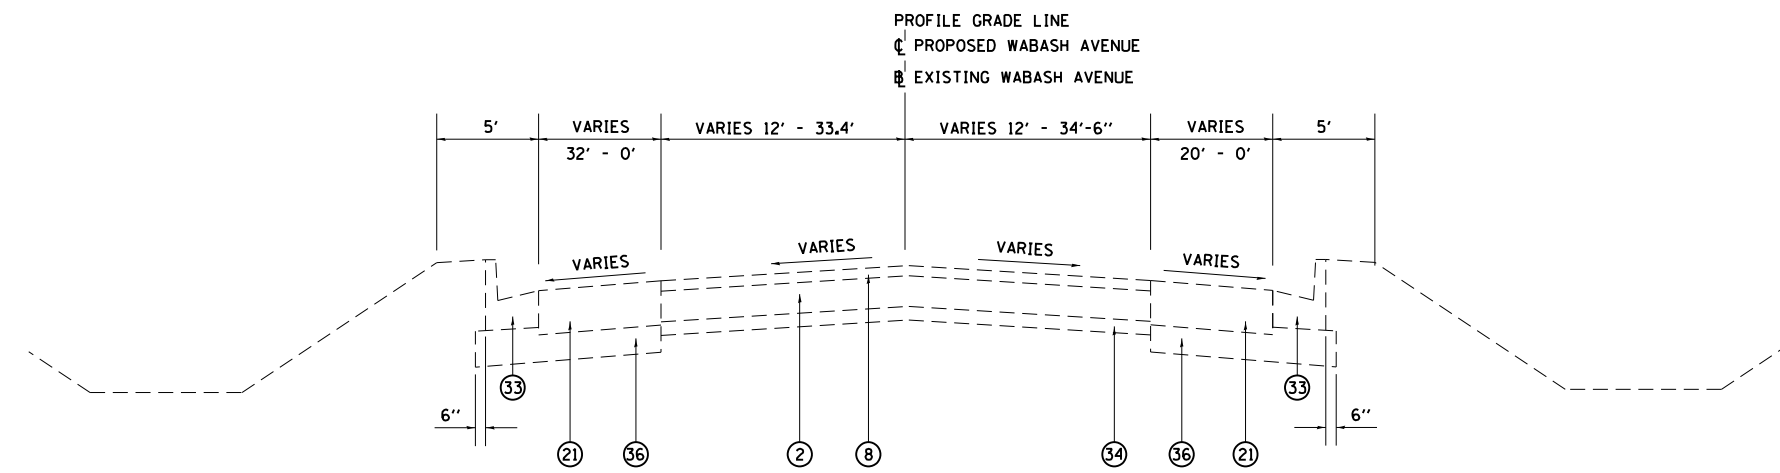 PROFILE GRADE LINE
℄ PROPOSED WABASH AVENUE
BL EXISTING WABASH AVENUE
5' VARIES VARIES 12' - 33.4' VARIES 12' - 34'-6'' VARIES 5'
32' - 0' 20' - 0'
VARIES VARIES VARIES VARIES
33 33
6'' 6''
21 36 2 8 34 36 21